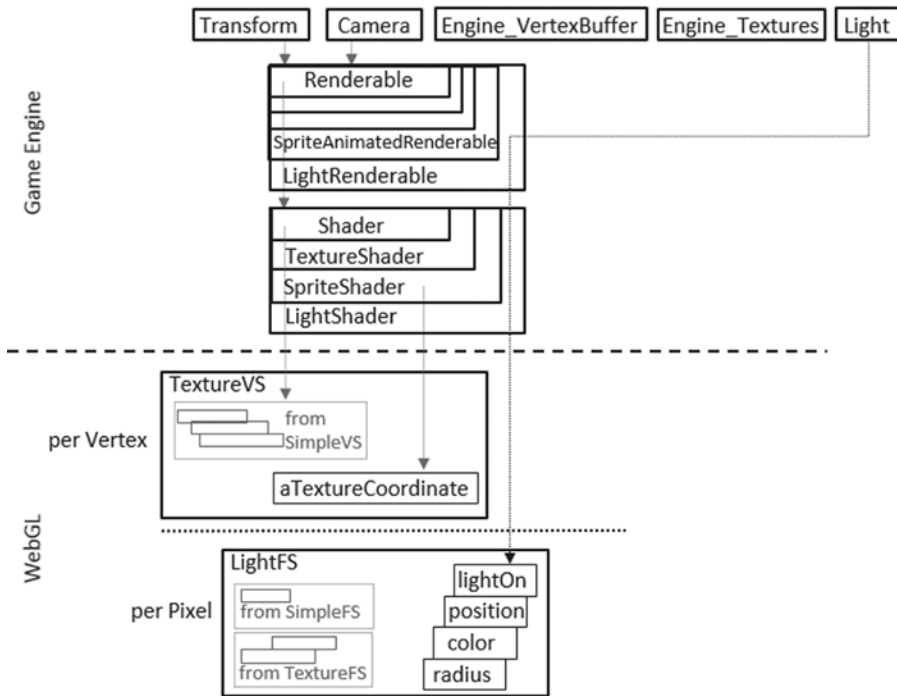 Transform
Camera
Engine_VertexBuffer
Engine_Textures
Light
Game Engine
Renderable
SpriteAnimatedRenderable
LightRenderable
Shader
TextureShader
SpriteShader
LightShader
WebGL
TextureVS
per Vertex
from
SimpleVS
aTextureCoordinate
LightFS
per Pixel
from SimpleFS
from TextureFS
lightOn
position
color
radius